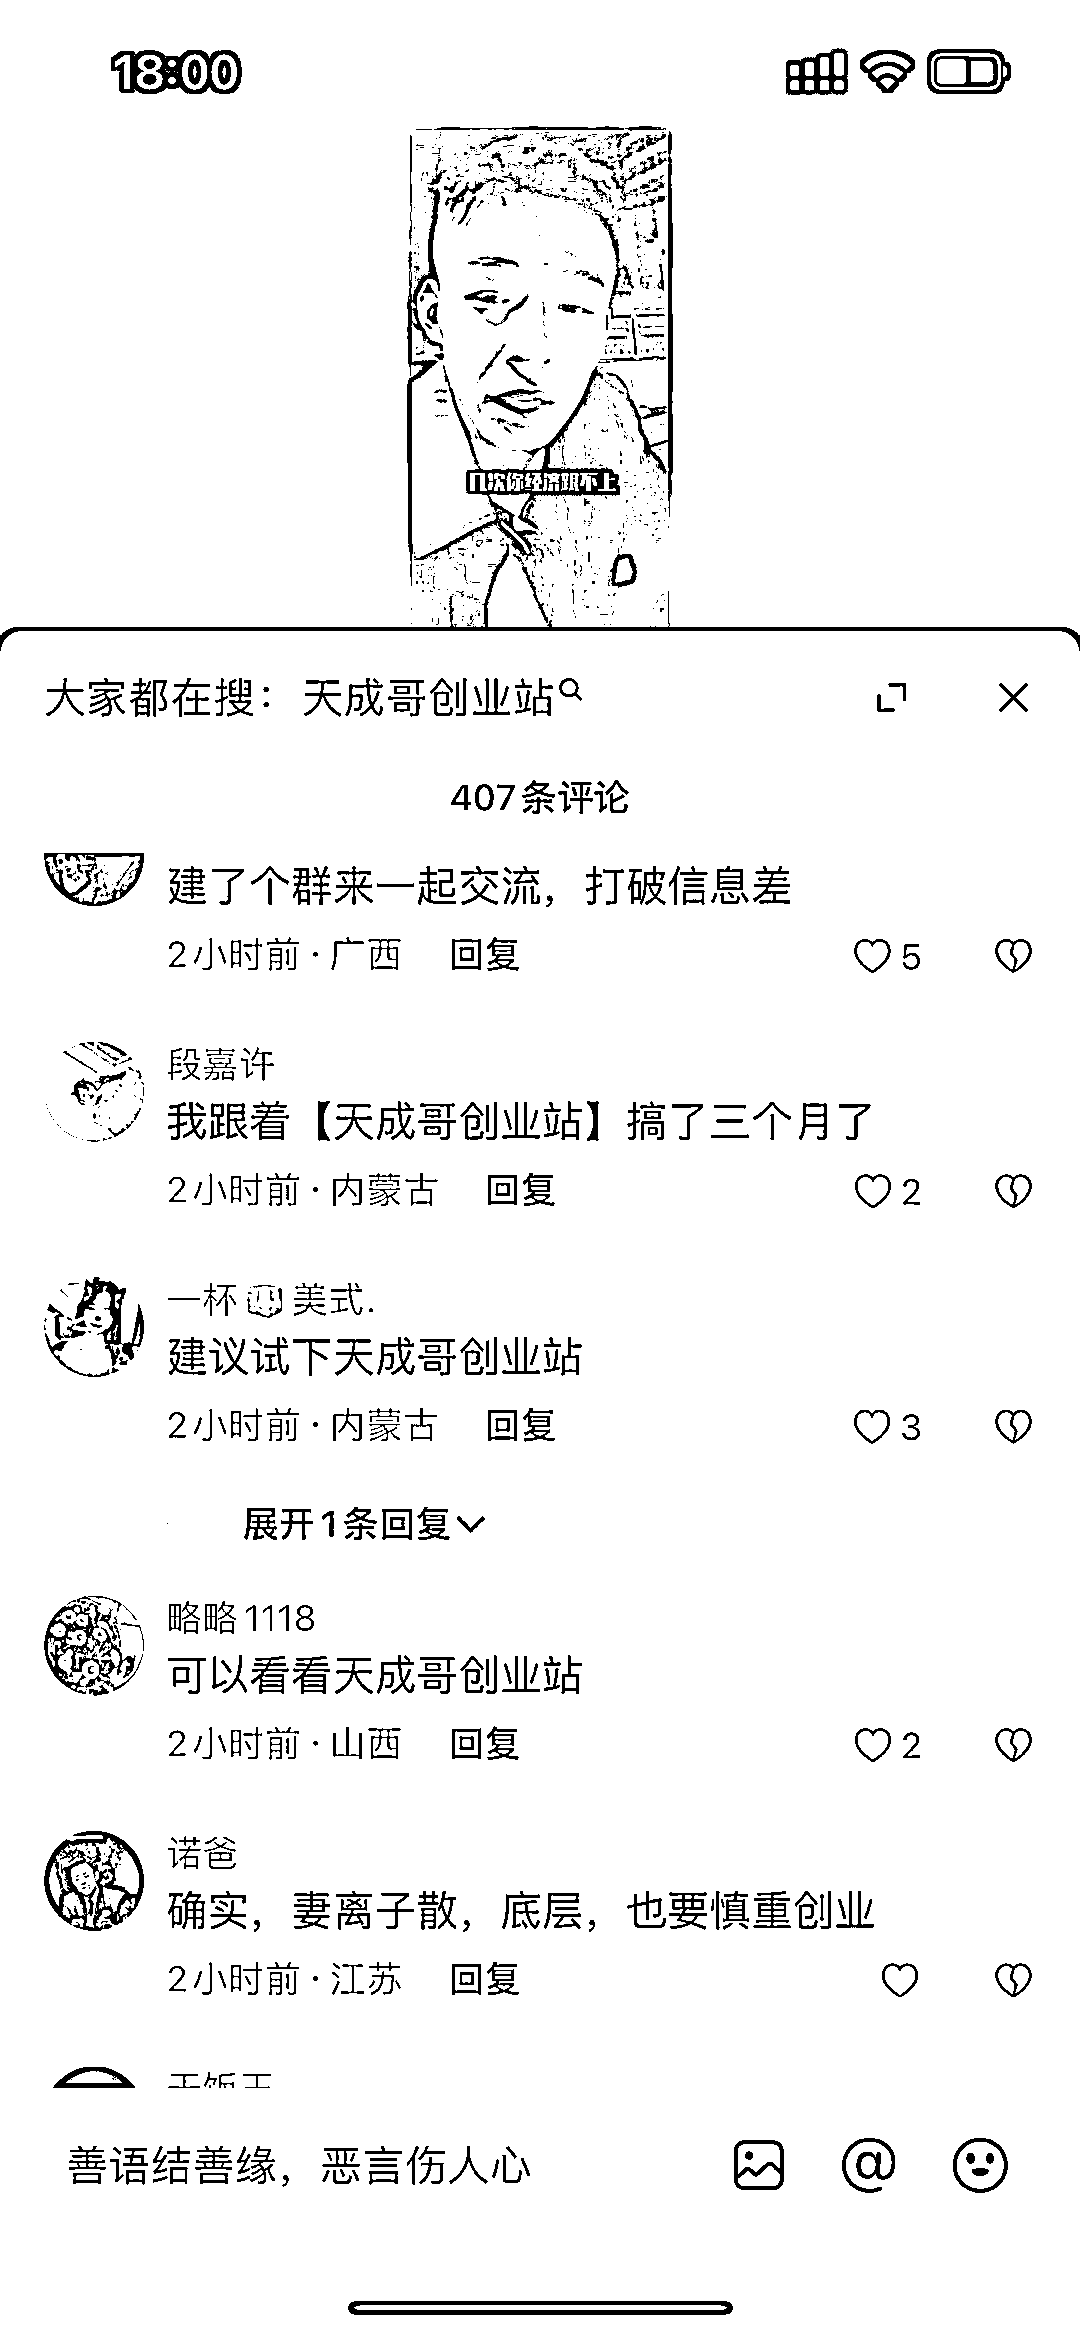 18:00
几次你经济跟不上
大家都在搜：天成哥创业站
407条评论
建了个群来一起交流，打破信息差
2小时前·广西 回复 5
段嘉许
我跟着【天成哥创业站】搞了三个月了
2小时前·内蒙古 回复 2
一杯 美式.
建议试下天成哥创业站
2小时前·内蒙古 回复 3
展开1条回复
略略1118
可以看看天成哥创业站
2小时前·山西 回复 2
诺爸
确实，妻离子散，底层，也要慎重创业
2小时前·江苏 回复
善语结善缘，恶言伤人心